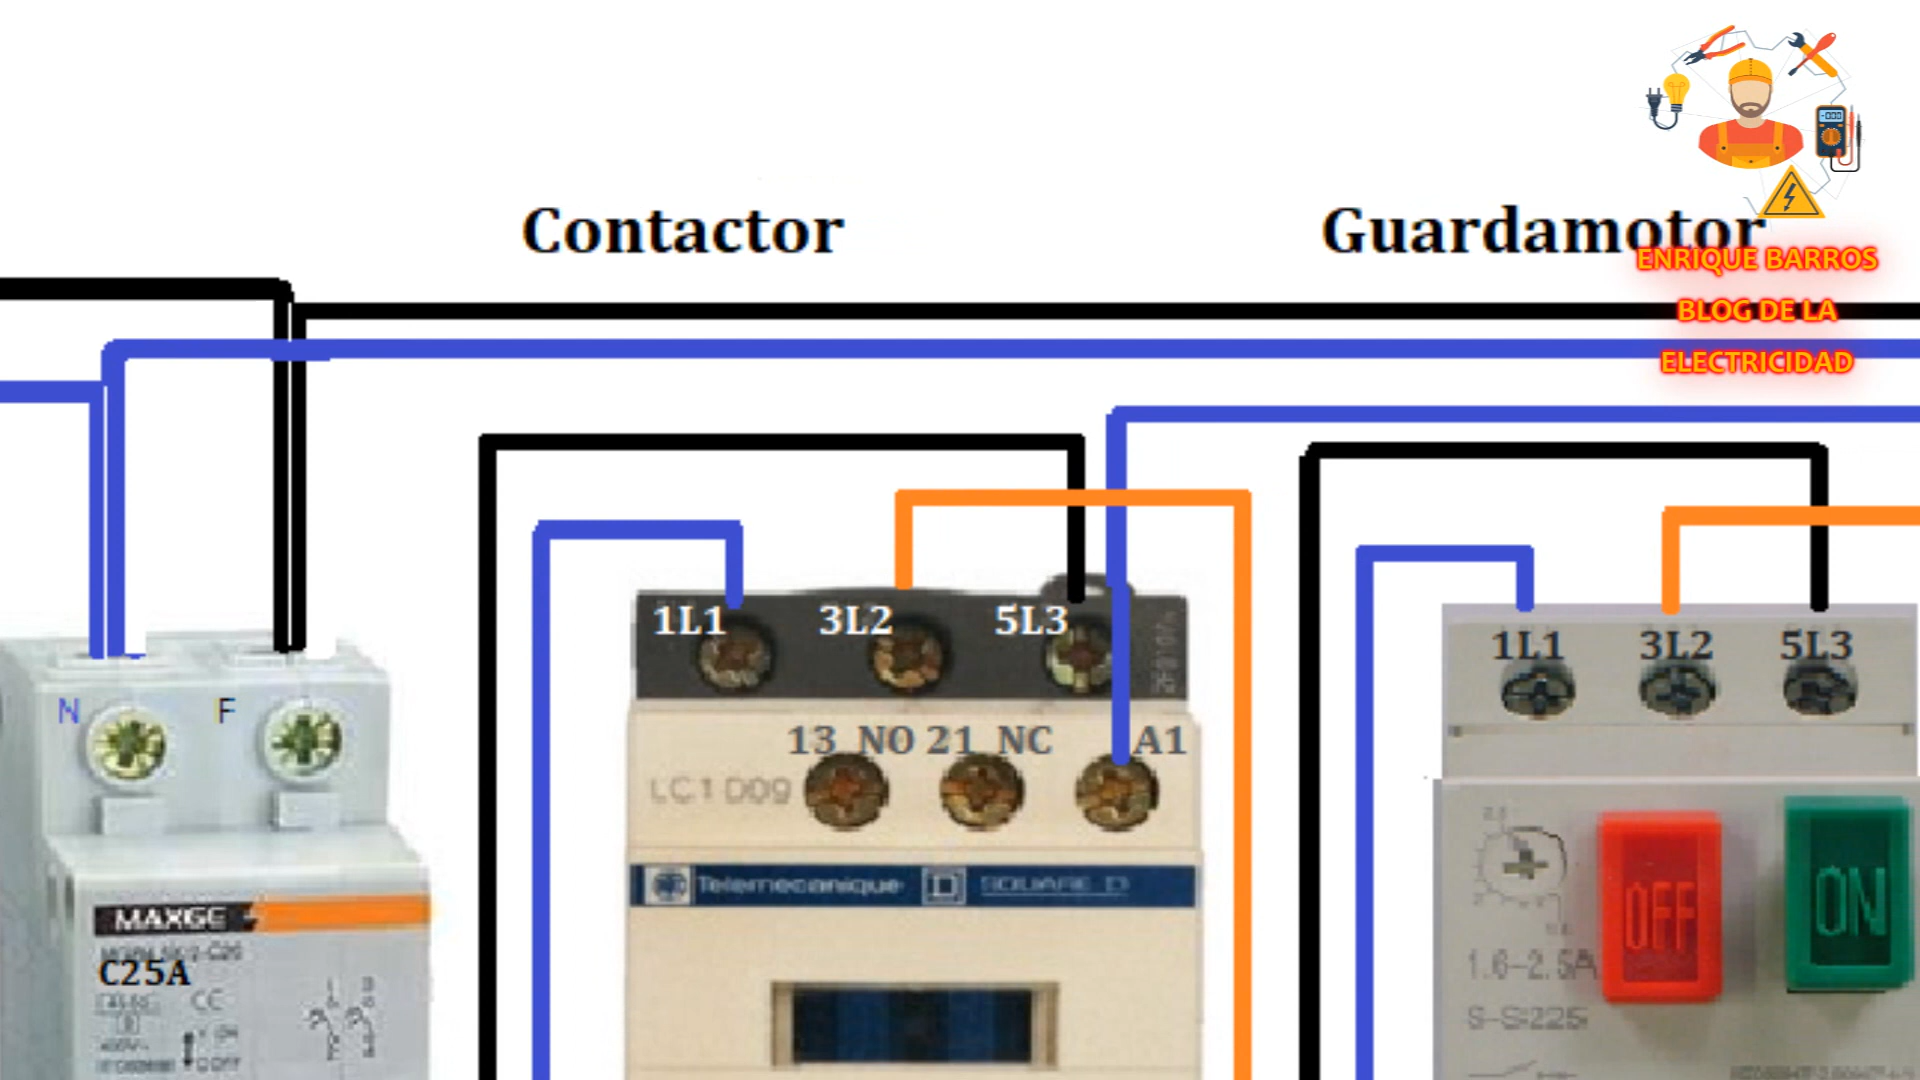 Contactor
Guardamotor
ENRIQUE BARROS
BLOG DE LA
ELECTRICIDAD
1L1 3L2 5L3
1L1 3L2 5L3
N F
13 NO 21 NC A1
LC1 D09
Telemecanique SQUARE D
MAXGE
C25A
CE
OFF
ON
1.6-2.5A